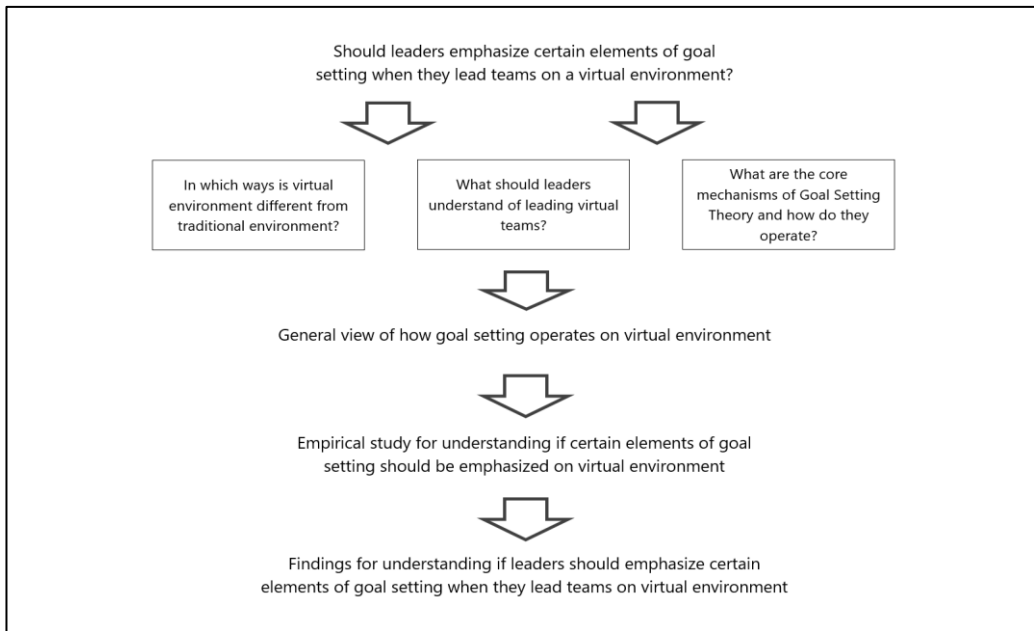 Should leaders emphasize certain elements of goal
setting when they lead teams on a virtual environment?
In which ways is virtual
environment different from
traditional environment?
What should leaders
understand of leading virtual
teams?
What are the core
mechanisms of Goal Setting
Theory and how do they
operate?
General view of how goal setting operates on virtual environment
Empirical study for understanding if certain elements of goal
setting should be emphasized on virtual environment
Findings for understanding if leaders should emphasize certain
elements of goal setting when they lead teams on virtual environment